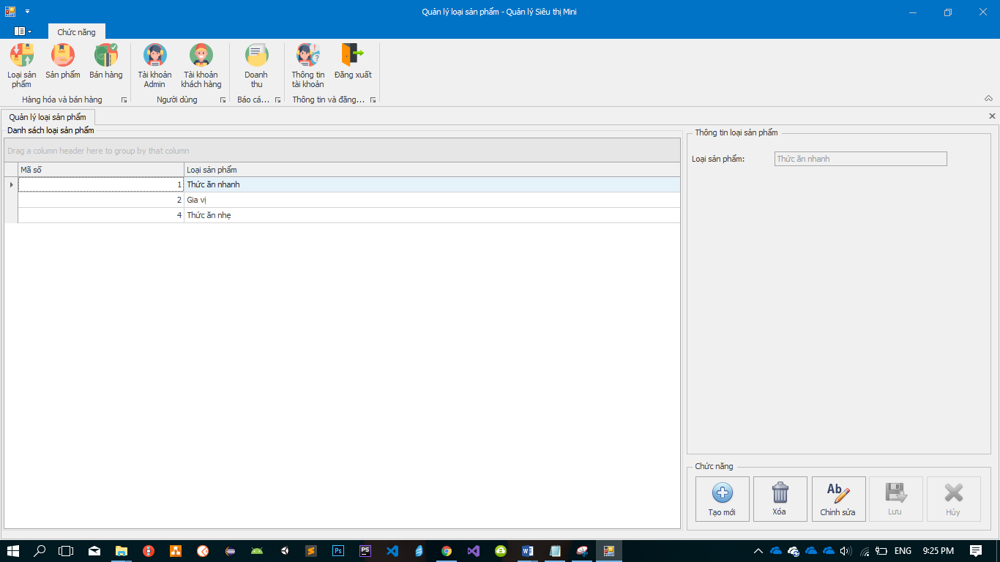 Quản lý loại sản phẩm - Quản lý Siêu thị Mini
Chức năng
Loại sản phẩm
Sản phẩm
Bán hàng
Tài khoản Admin
Tài khoản khách hàng
Doanh thu
Thông tin tài khoản
Đăng xuất
Hàng hóa và bán hàng
Người dùng
Báo cá...
Thông tin và đăng...
Quản lý loại sản phẩm
Danh sách loại sản phẩm
Drag a column header here to group by that column
Mã số Loại sản phẩm
1 Thức ăn nhanh
2 Gia vị
4 Thức ăn nhẹ
Thông tin loại sản phẩm
Loại sản phẩm: Thức ăn nhanh
Chức năng
Tạo mới
Xóa
Ab
Chỉnh sửa
Lưu
Hủy
Ps
PS
ENG
9:25 PM